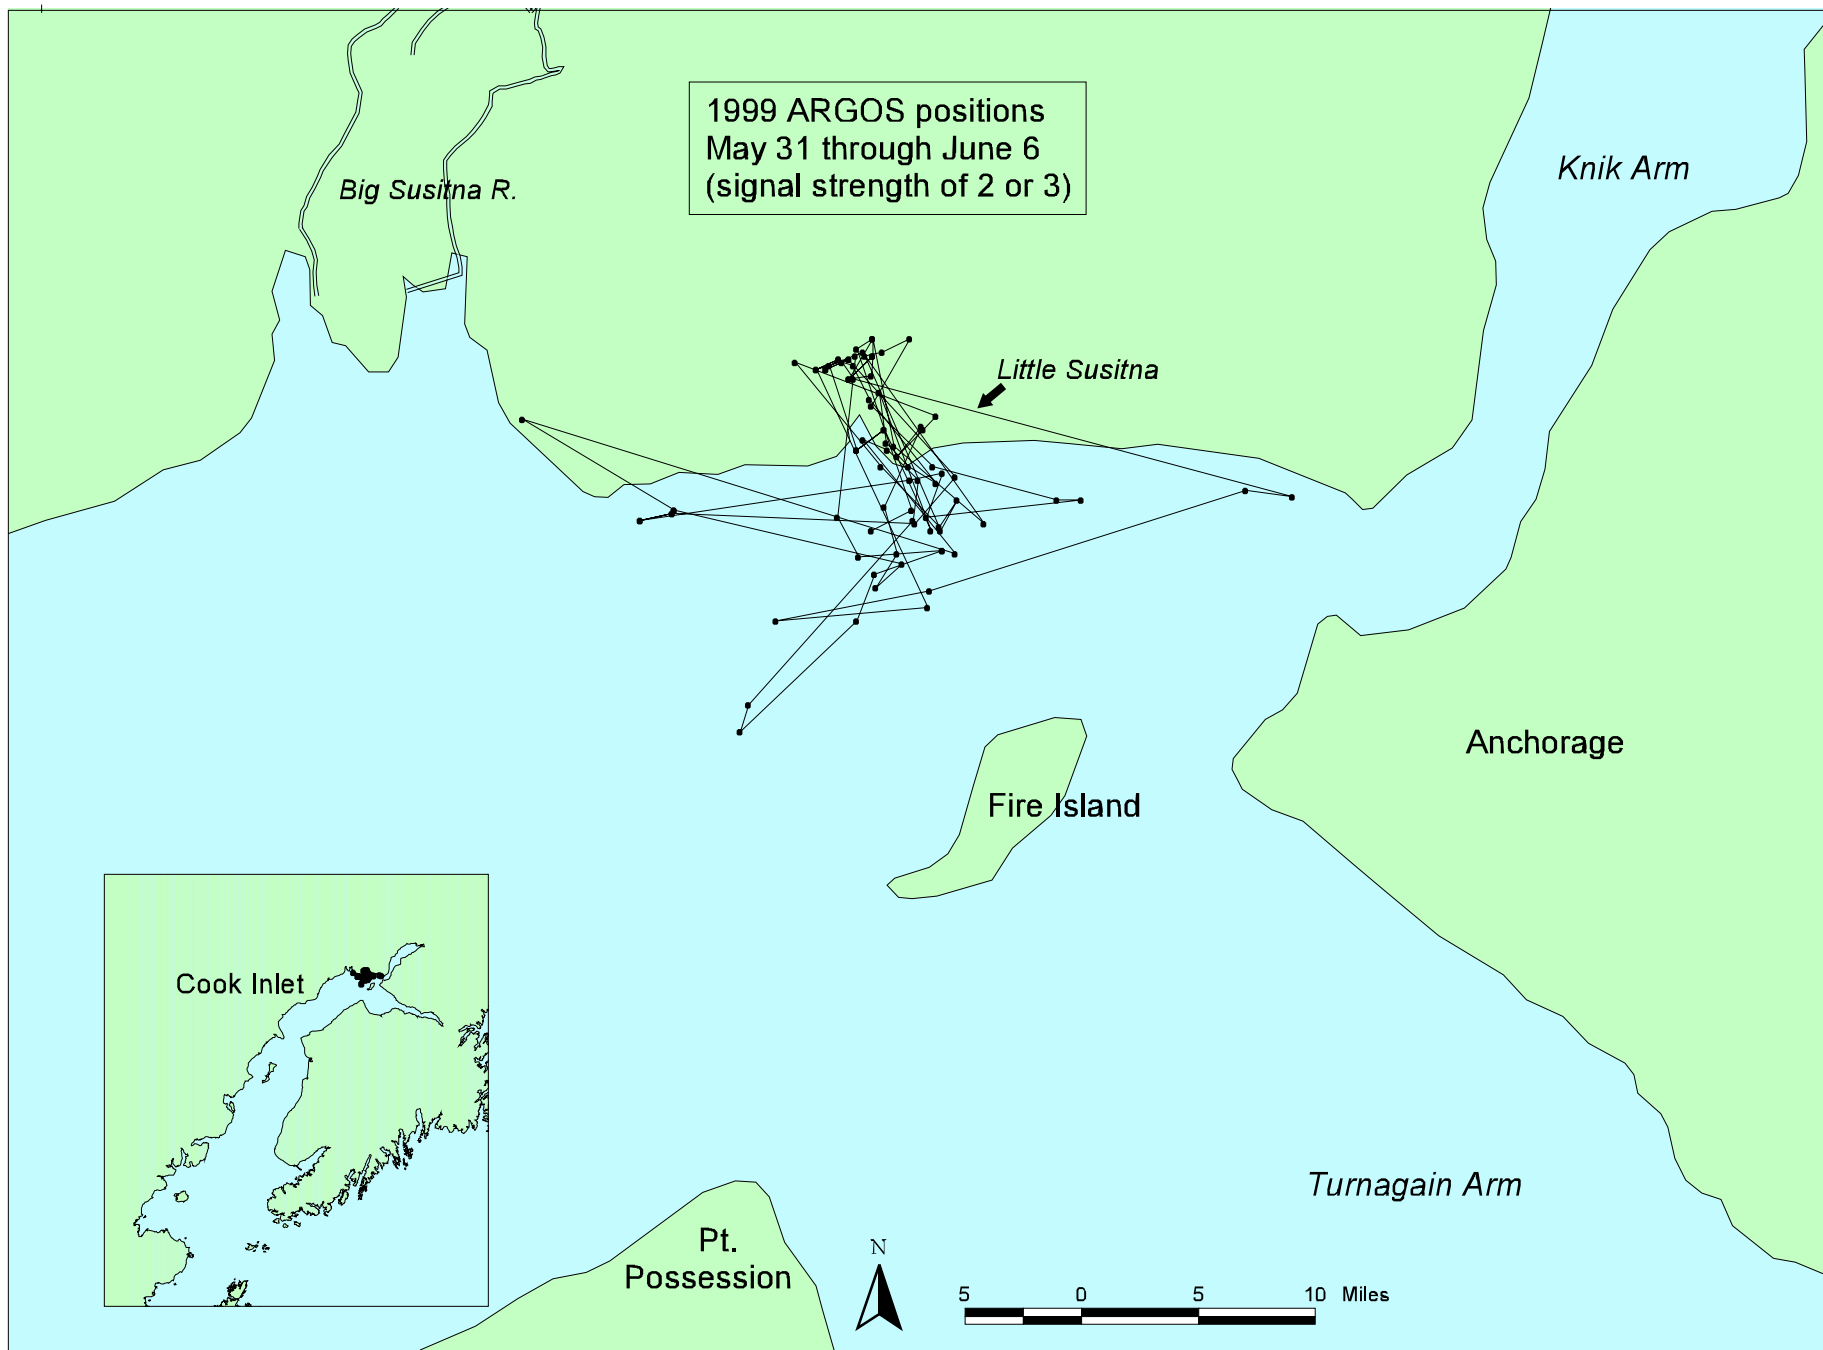 1999 ARGOS positions
May 31 through June 6
(signal strength of 2 or 3)
Knik Arm
Big Susitna R.
Little Susitna
Anchorage
Fire Island
Cook Inlet
Turnagain Arm
Pt.
Possession
N
5 0 5 10 Miles